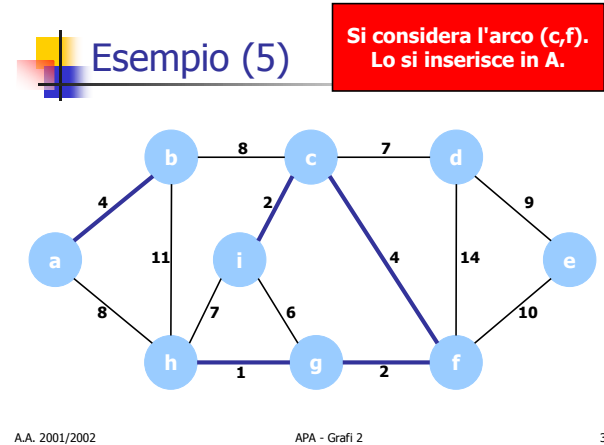 Esempio (5)
Si considera l'arco (c,f).
Lo si inserisce in A.
b
8
c
7
d
4
2
9
a
11
i
4
14
e
8
7
6
10
h
1
g
2
f
A.A. 2001/2002
APA - Grafi 2
3